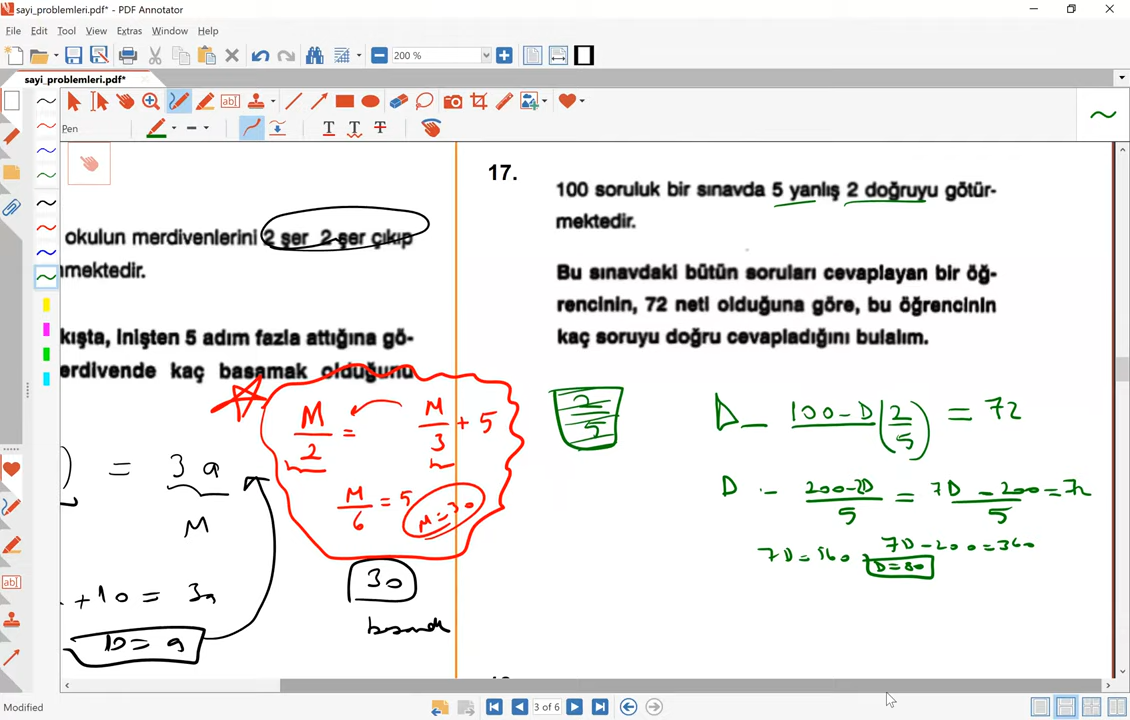 sayi_problemleri.pdf* - PDF Annotator
File Edit Tool View Extras Window Help
200 %
sayi_problemleri.pdf*
Pen
okulun merdivenlerini 2 şer 2 şer çıkıp
nmektedir.
kışta, inişten 5 adım fazla attığına gö-
erdivende kaç basamak olduğunu
M/2 = M/3 + 5
M/6 = 5
M=30
= 3a
M
+10 = 3a
10 = a
30
17.
100 soruluk bir sınavda 5 yanlış 2 doğruyu götür-
mektedir.
Bu sınavdaki bütün soruları cevaplayan bir öğ-
rencinin, 72 neti olduğuna göre, bu öğrencinin
kaç soruyu doğru cevapladığını bulalım.
2/5
D - 100-D (2/5) = 72
D - 200-2D/5 = 7D-200/5 = 72
7D-200=360
7D=560
D=80
3 of 6
Modified